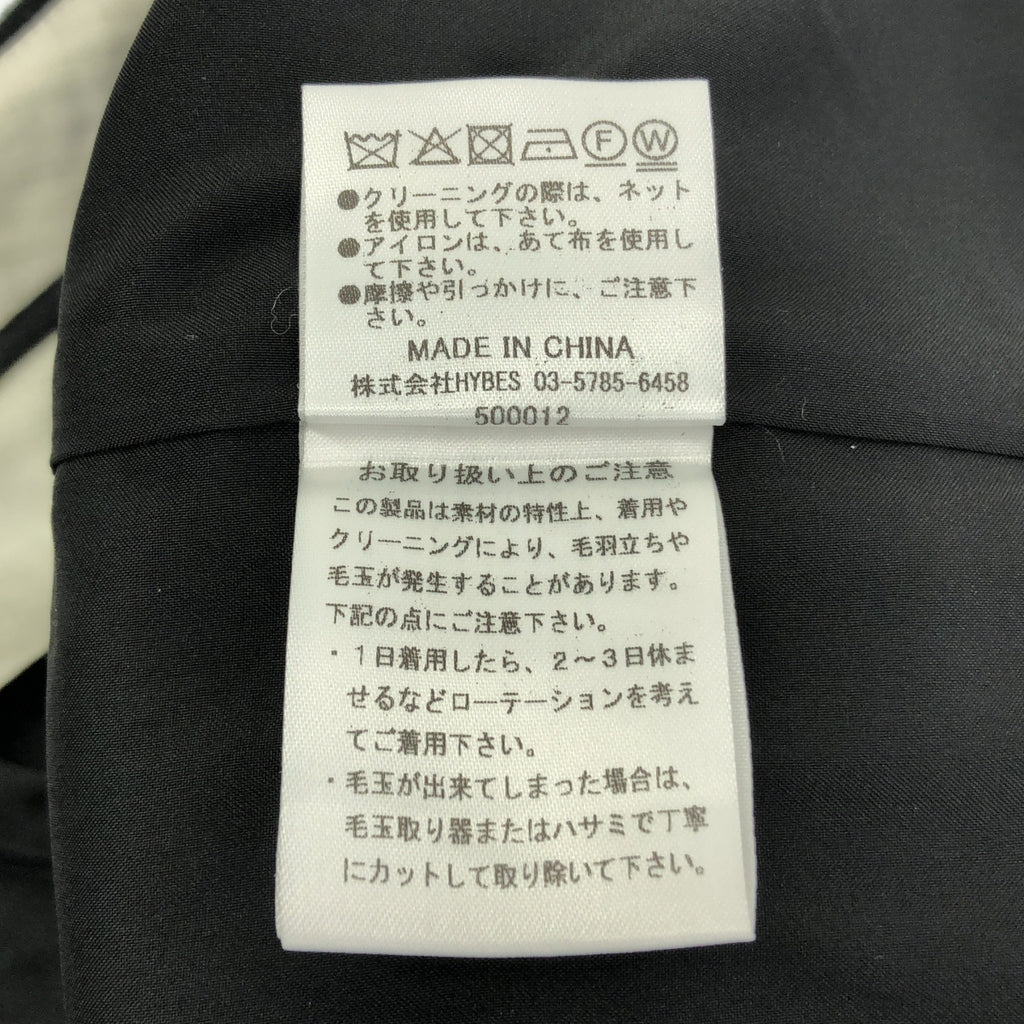 F W
●クリーニングの際は、ネット
を使用して下さい。
●アイロンは、あて布を使用し
て下さい。
●摩擦や引っかけに、ご注意下
さい。
MADE IN CHINA
株式会社HYBES 03-5785-6458
500012
お取り扱い上のご注意
この製品は素材の特性上、着用や
クリーニングにより、毛羽立ちや
毛玉が発生することがあります。
下記の点にご注意下さい。
・1日着用したら、2～3日休ま
せるなどローテーションを考え
てご着用下さい。
・毛玉が出来てしまった場合は、
毛玉取り器またはハサミで丁寧
にカットして取り除いて下さい。